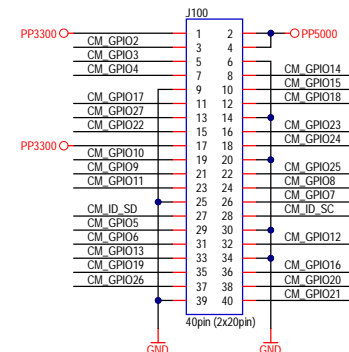 J100
PP3300 1 2 PP5000
CM_GPIO2 3 4
CM_GPIO3 5 6
CM_GPIO4 7 8 CM_GPIO14
9 10 CM_GPIO15
CM_GPIO17 11 12 CM_GPIO18
CM_GPIO27 13 14
CM_GPIO22 15 16 CM_GPIO23
PP3300 17 18 CM_GPIO24
CM_GPIO10 19 20
CM_GPIO9 21 22 CM_GPIO25
CM_GPIO11 23 24 CM_GPIO8
25 26 CM_GPIO7
CM_ID_SD 27 28 CM_ID_SC
CM_GPIO5 29 30
CM_GPIO6 31 32 CM_GPIO12
CM_GPIO13 33 34
CM_GPIO19 35 36 CM_GPIO16
CM_GPIO26 37 38 CM_GPIO20
39 40 CM_GPIO21
40pin (2x20pin)
GND GND